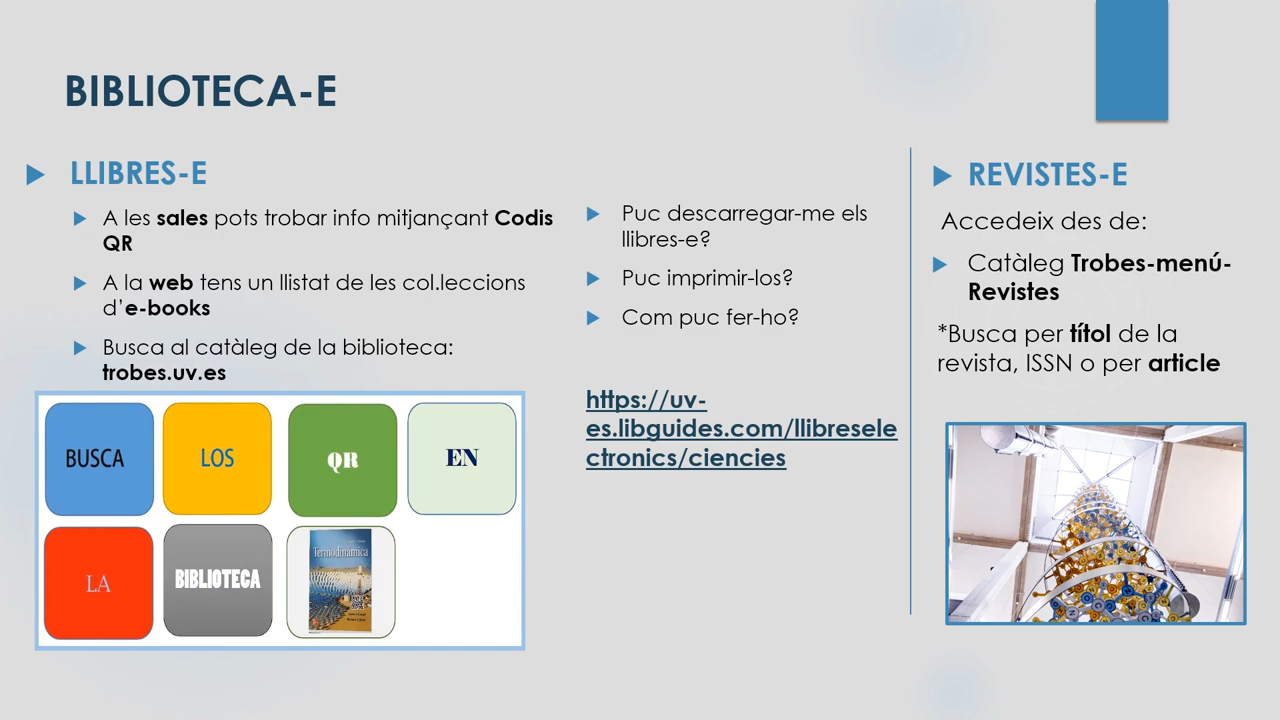 BIBLIOTECA-E
LLIBRES-E
A les sales pots trobar info mitjançant Codis
QR
A la web tens un llistat de les col.leccions
d'e-books
Busca al catàleg de la biblioteca:
trobes.uv.es
BUSCA
LOS
QR
EN
LA
BIBLIOTECA
Termodinámica
Puc descarregar-me els
llibres-e?
Puc imprimir-los?
Com puc fer-ho?
https://uv-
es.libguides.com/llibresele
ctronics/ciencies
REVISTES-E
Accedeix des de:
Catàleg Trobes-menú-
Revistes
*Busca per títol de la
revista, ISSN o per article